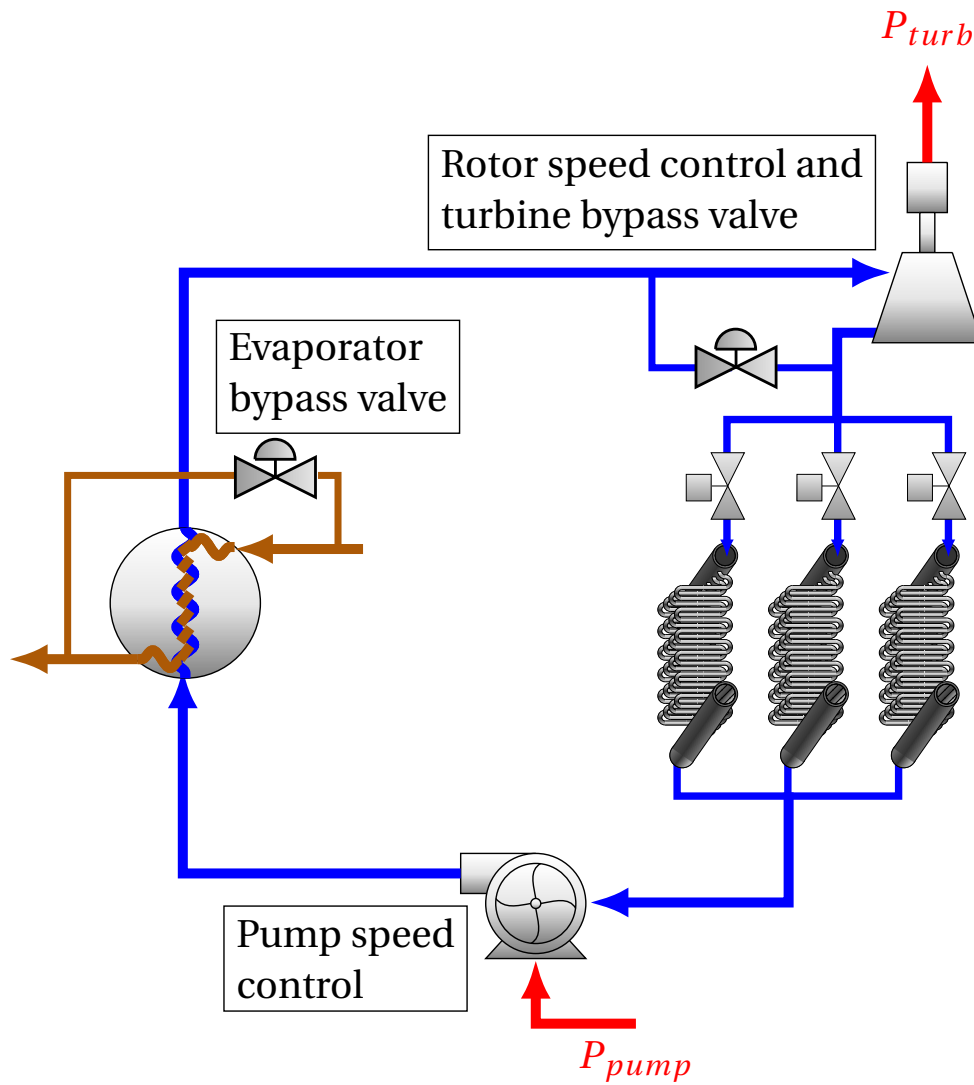 P_turb
Rotor speed control and
turbine bypass valve
Evaporator
bypass valve
Pump speed
control
P_pump